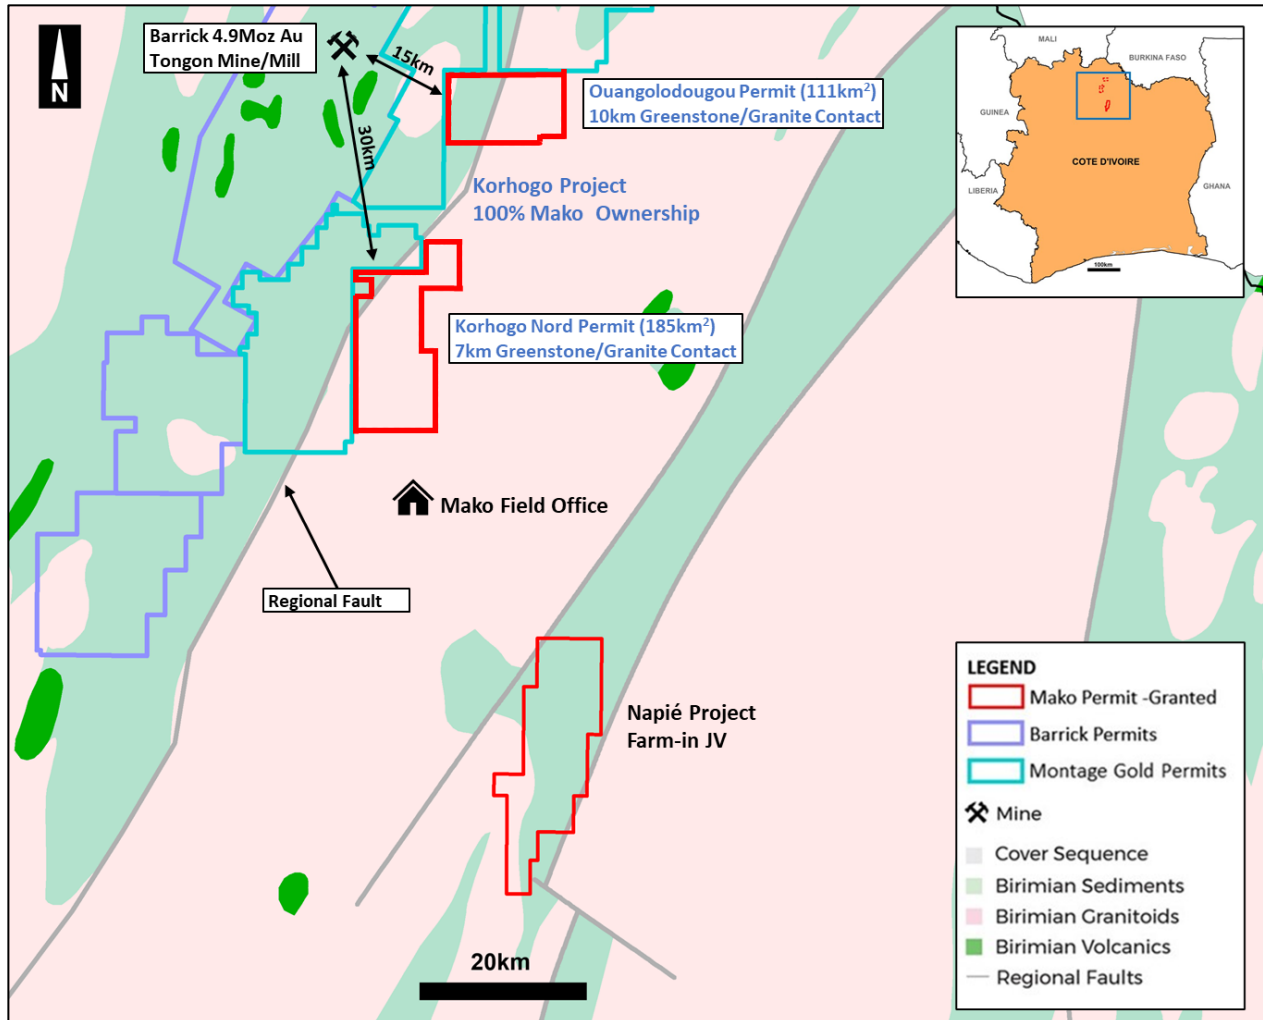 N
Barrick 4.9Moz Au
Tongon Mine/Mill
15km
30km
Ouangolodougou Permit (111km²)
10km Greenstone/Granite Contact
Korhogo Project
100% Mako Ownership
Korhogo Nord Permit (185km²)
7km Greenstone/Granite Contact
Mako Field Office
Regional Fault
Napié Project
Farm-in JV
20km
MALI
BURKINA FASO
GUINEA
COTE D'IVOIRE
LIBERIA
GHANA
100km
LEGEND
Mako Permit -Granted
Barrick Permits
Montage Gold Permits
Mine
Cover Sequence
Birimian Sediments
Birimian Granitoids
Birimian Volcanics
Regional Faults